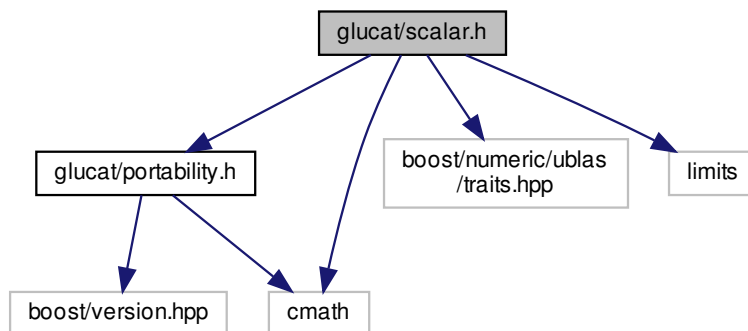 glucat/scalar.h
glucat/portability.h
boost/numeric/ublas
/traits.hpp
limits
boost/version.hpp
cmath